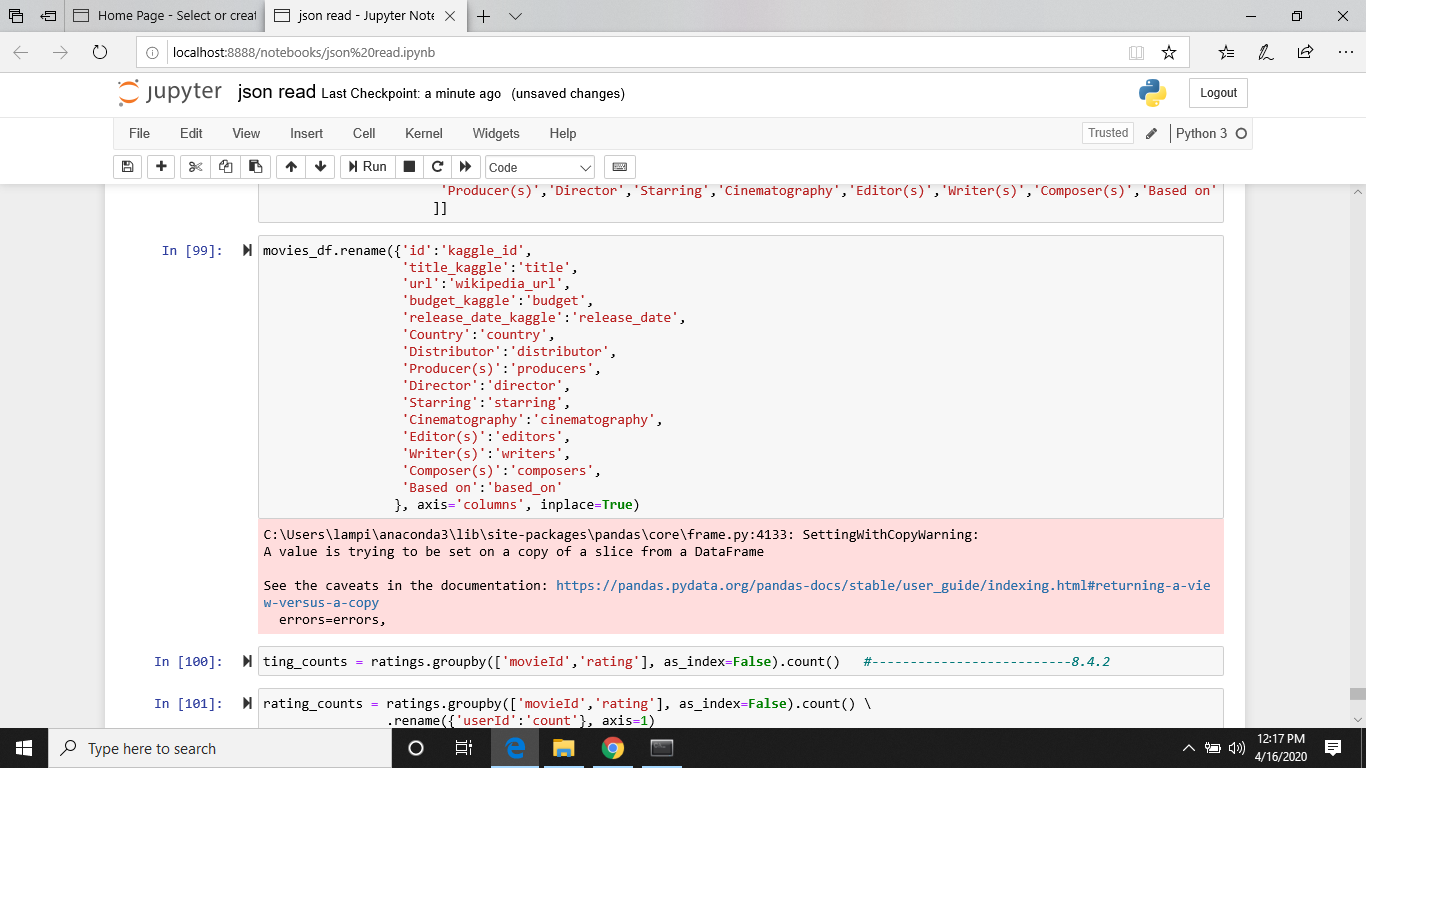 Home Page - Select or creat
json read - Jupyter Note
localhost:8888/notebooks/json%20read.ipynb
jupyter json read Last Checkpoint: a minute ago (unsaved changes)
Logout
File Edit View Insert Cell Kernel Widgets Help
Trusted
Python 3
Run
Code
'Producer(s)','Director','Starring','Cinematography','Editor(s)','Writer(s)','Composer(s)','Based on'
]]
In [99]:
movies_df.rename({'id':'kaggle_id',
'title_kaggle':'title',
'url':'wikipedia_url',
'budget_kaggle':'budget',
'release_date_kaggle':'release_date',
'Country':'country',
'Distributor':'distributor',
'Producer(s)':'producers',
'Director':'director',
'Starring':'starring',
'Cinematography':'cinematography',
'Editor(s)':'editors',
'Writer(s)':'writers',
'Composer(s)':'composers',
'Based on':'based_on'
}, axis='columns', inplace=True)
C:\Users\lampi\anaconda3\lib\site-packages\pandas\core\frame.py:4133: SettingWithCopyWarning:
A value is trying to be set on a copy of a slice from a DataFrame
See the caveats in the documentation: https://pandas.pydata.org/pandas-docs/stable/user_guide/indexing.html#returning-a-vie
w-versus-a-copy
errors=errors,
In [100]:
ting_counts = ratings.groupby(['movieId','rating'], as_index=False).count() #--------------------------8.4.2
In [101]:
rating_counts = ratings.groupby(['movieId','rating'], as_index=False).count() \
.rename({'userId':'count'}, axis=1)
Type here to search
12:17 PM
4/16/2020